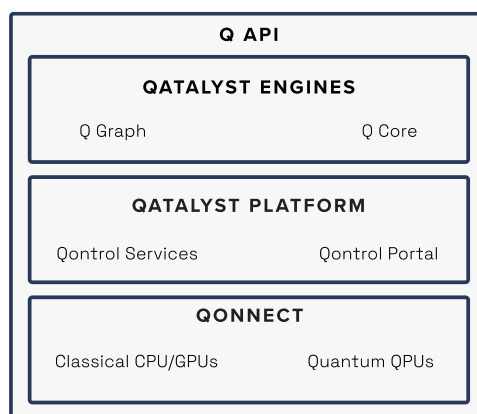 Q API
QATALYST ENGINES
Q Graph Q Core
QATALYST PLATFORM
Qontrol Services Qontrol Portal
QONNECT
Classical CPU/GPUs Quantum QPUs